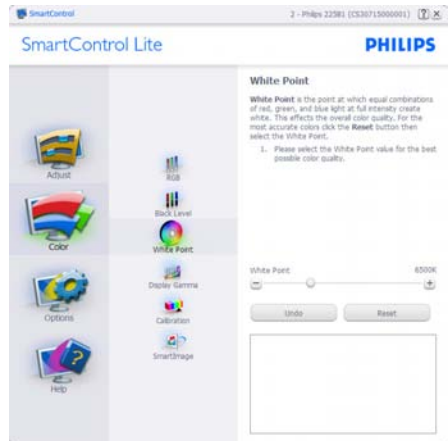 SmartControl
2 - Philips 225B1 (CS30715000001)
SmartControl Lite
PHILIPS
Adjust
Color
Options
Help
RGB
Black Level
White Point
Display Gamma
Calibration
SmartImage
White Point
White Point is the point at which equal combinations
of red, green, and blue light at full intensity create
white. This effects the overall color quality. For the
most accurate colors click the Reset button then
select the White Point.
1. Please select the White Point value for the best
possible color quality.
White Point 6500K
Undo
Reset